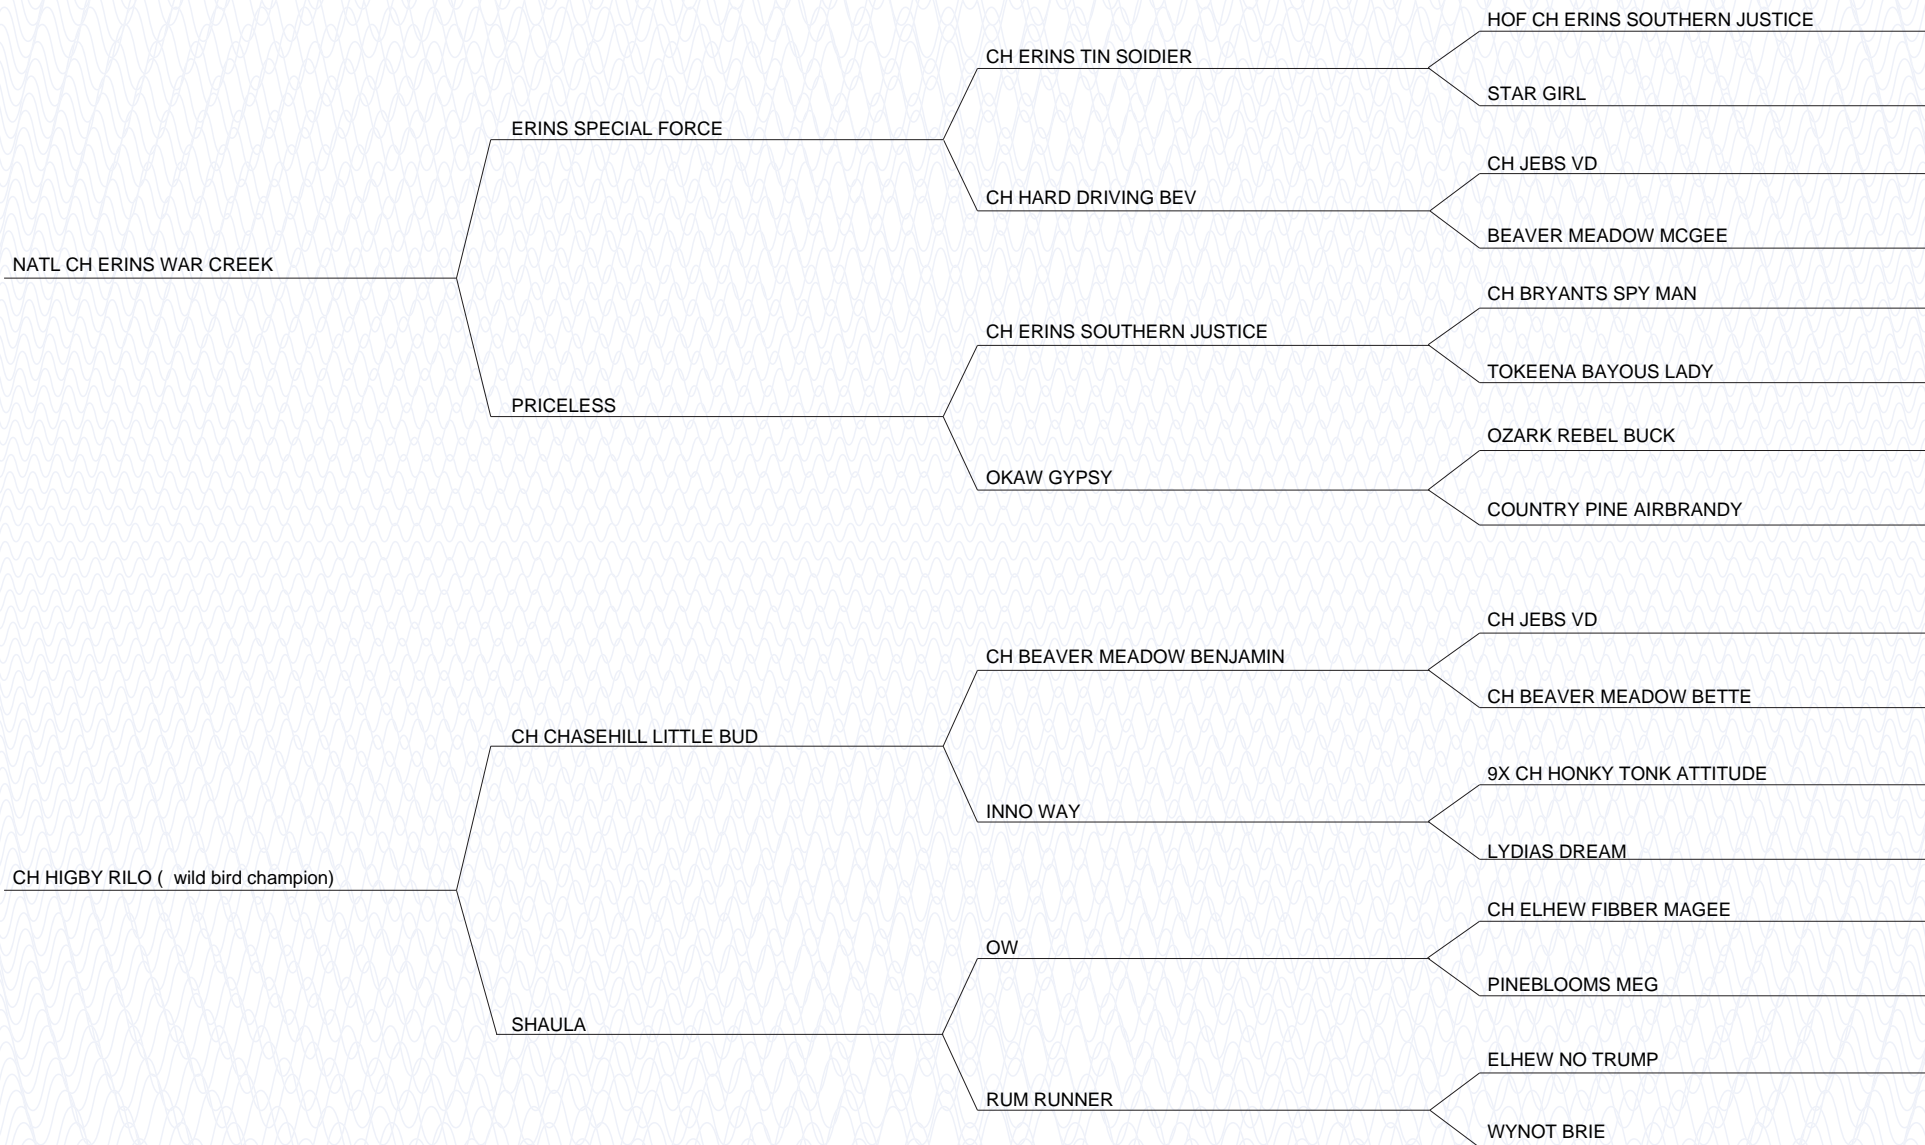 HOF CH ERINS SOUTHERN JUSTICE
CH ERINS TIN SOIDIER
STAR GIRL
ERINS SPECIAL FORCE
CH JEBS VD
CH HARD DRIVING BEV
BEAVER MEADOW MCGEE
NATL CH ERINS WAR CREEK
CH BRYANTS SPY MAN
CH ERINS SOUTHERN JUSTICE
TOKEENA BAYOUS LADY
PRICELESS
OZARK REBEL BUCK
OKAW GYPSY
COUNTRY PINE AIRBRANDY
CH JEBS VD
CH BEAVER MEADOW BENJAMIN
CH BEAVER MEADOW BETTE
CH CHASEHILL LITTLE BUD
9X CH HONKY TONK ATTITUDE
INNO WAY
LYDIAS DREAM
CH HIGBY RILO (  wild bird champion)
CH ELHEW FIBBER MAGEE
OW
PINEBLOOMS MEG
SHAULA
ELHEW NO TRUMP
RUM RUNNER
WYNOT BRIE